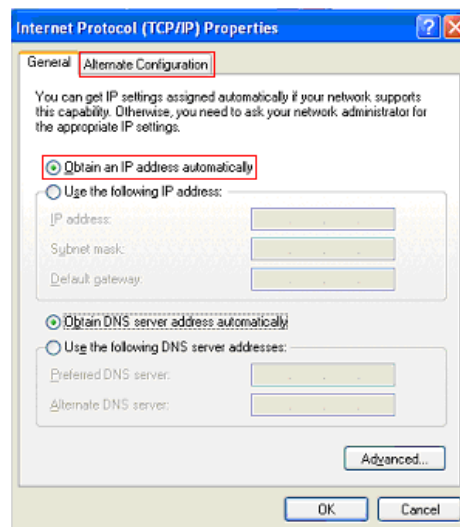 Internet Protocol (TCP/IP) Properties
General
Alternate Configuration
You can get IP settings assigned automatically if your network supports
this capability. Otherwise, you need to ask your network administrator for
the appropriate IP settings.
Obtain an IP address automatically
Use the following IP address:
IP address:
Subnet mask:
Default gateway:
Obtain DNS server address automatically
Use the following DNS server addresses:
Preferred DNS server:
Alternate DNS server:
Advanced...
OK
Cancel